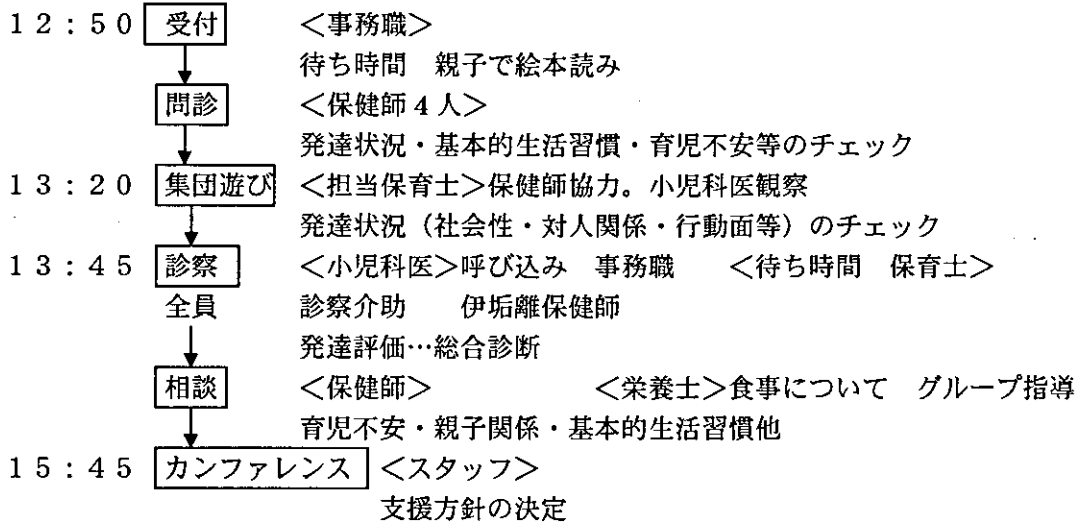 12:50 受付 <事務職>
待ち時間 親子で絵本読み
問診 <保健師4人>
発達状況・基本的生活習慣・育児不安等のチェック
13:20 集団遊び <担当保育士>保健師協力。小児科医観察
発達状況(社会性・対人関係・行動面等)のチェック
13:45 診察 <小児科医>呼び込み 事務職 <待ち時間 保育士>
全員 診察介助 伊垢離保健師
発達評価…総合診断
相談 <保健師> <栄養士>食事について グループ指導
育児不安・親子関係・基本的生活習慣他
15:45 カンファレンス <スタッフ>
支援方針の決定